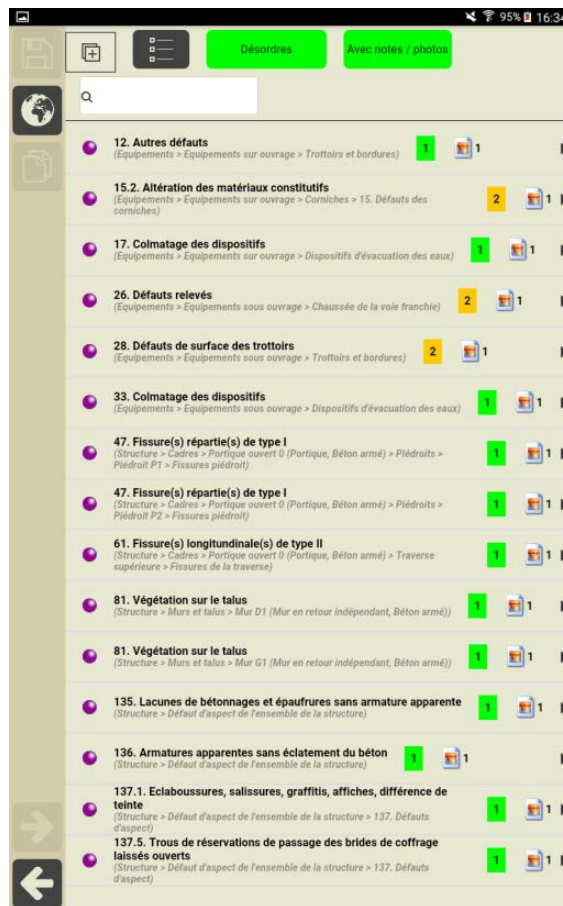 95% 16:34
Désordres
Avec notes / photos
12. Autres défauts
(Equipements > Equipements sur ouvrage > Trottoirs et bordures)
1
1
15.2. Altération des matériaux constitutifs
(Equipements > Equipements sur ouvrage > Corniches > 15. Défauts des
corniches)
2
1
17. Colmatage des dispositifs
(Equipements > Equipements sur ouvrage > Dispositifs d'évacuation des eaux)
1
1
26. Défauts relevés
(Equipements > Equipements sous ouvrage > Chaussée de la voie franchie)
2
1
28. Défauts de surface des trottoirs
(Equipements > Equipements sous ouvrage > Trottoirs et bordures)
2
1
33. Colmatage des dispositifs
(Equipements > Equipements sous ouvrage > Dispositifs d'évacuation des eaux)
1
1
47. Fissure(s) répartie(s) de type I
(Structure > Cadres > Portique ouvert 0 (Portique, Béton armé) > Piédroits >
Piédroit P1 > Fissures piédroit)
1
1
47. Fissure(s) répartie(s) de type I
(Structure > Cadres > Portique ouvert 0 (Portique, Béton armé) > Piédroits >
Piédroit P2 > Fissures piédroit)
1
1
61. Fissure(s) longitundinale(s) de type II
(Structure > Cadres > Portique ouvert 0 (Portique, Béton armé) > Traverse
supérieure > Fissures de la traverse)
1
1
81. Végétation sur le talus
(Structure > Murs et talus > Mur D1 (Mur en retour indépendant, Béton armé))
1
1
81. Végétation sur le talus
(Structure > Murs et talus > Mur G1 (Mur en retour indépendant, Béton armé))
1
1
135. Lacunes de bétonnages et épaufrures sans armature apparente
(Structure > Défaut d'aspect de l'ensemble de la structure)
1
1
136. Armatures apparentes sans éclatement du béton
(Structure > Défaut d'aspect de l'ensemble de la structure)
1
1
137.1. Eclaboussures, salissures, graffitis, affiches, différence de
teinte
(Structure > Défaut d'aspect de l'ensemble de la structure > 137. Défauts
d'aspect)
1
1
137.5. Trous de réservations de passage des brides de coffrage
laissés ouverts
(Structure > Défaut d'aspect de l'ensemble de la structure > 137. Défauts
d'aspect)
1
1